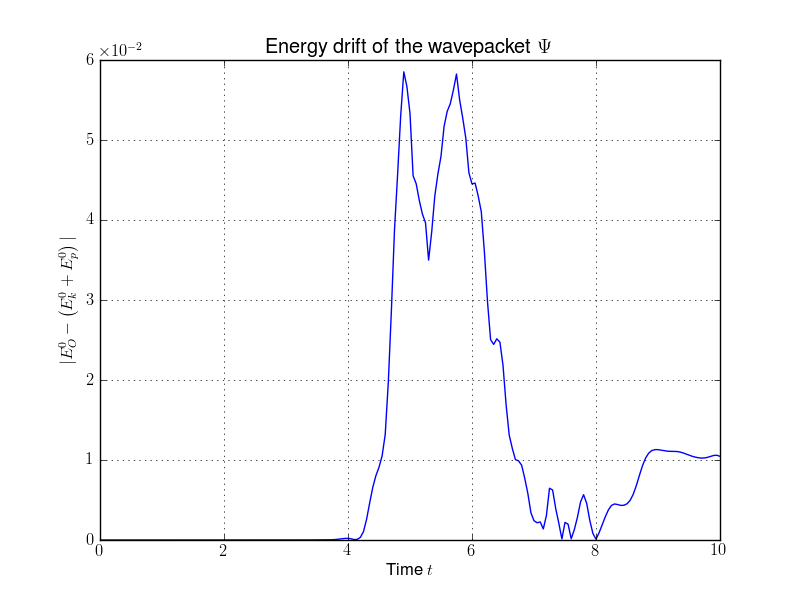 Energy drift of the wavepacket Ψ
×10⁻²
6
5
4
3
2
1
0
|E_O^0 − (E_k^0 + E_p^0) |
0 2 4 6 8 10
Time t